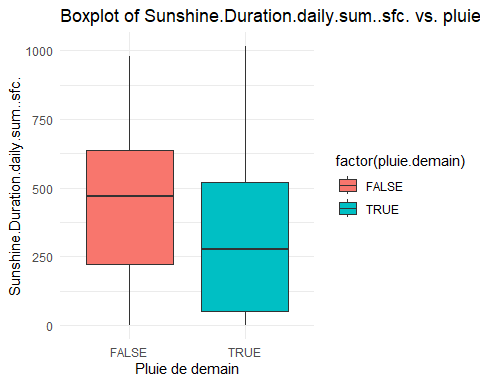 Boxplot of Sunshine.Duration.daily.sum..sfc. vs. pluie
Sunshine.Duration.daily.sum..sfc.
1000
750
500
250
0
FALSE TRUE
Pluie de demain
factor(pluie.demain)
FALSE
TRUE